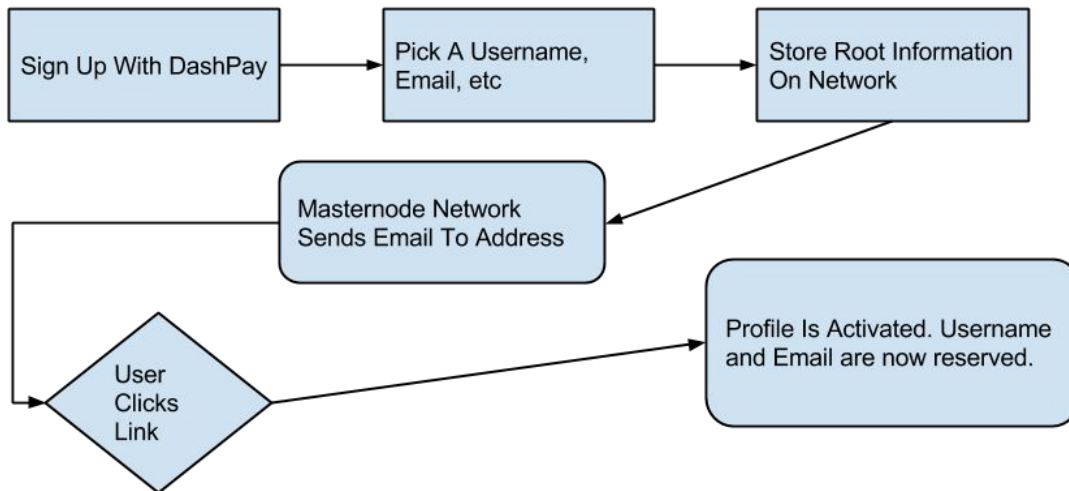 Sign Up With DashPay
Pick A Username,
Email, etc
Store Root Information
On Network
Masternode Network
Sends Email To Address
User
Clicks
Link
Profile Is Activated. Username
and Email are now reserved.